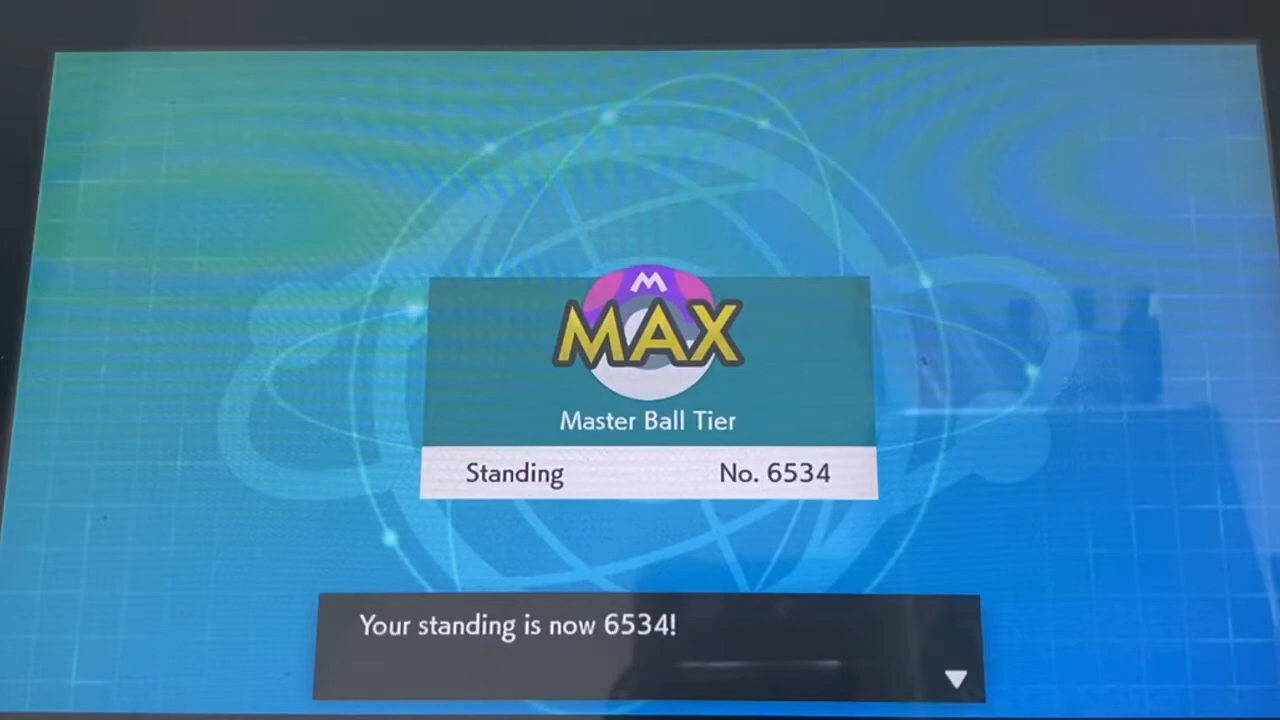 M
MAX
Master Ball Tier
Standing No. 6534
Your standing is now 6534!